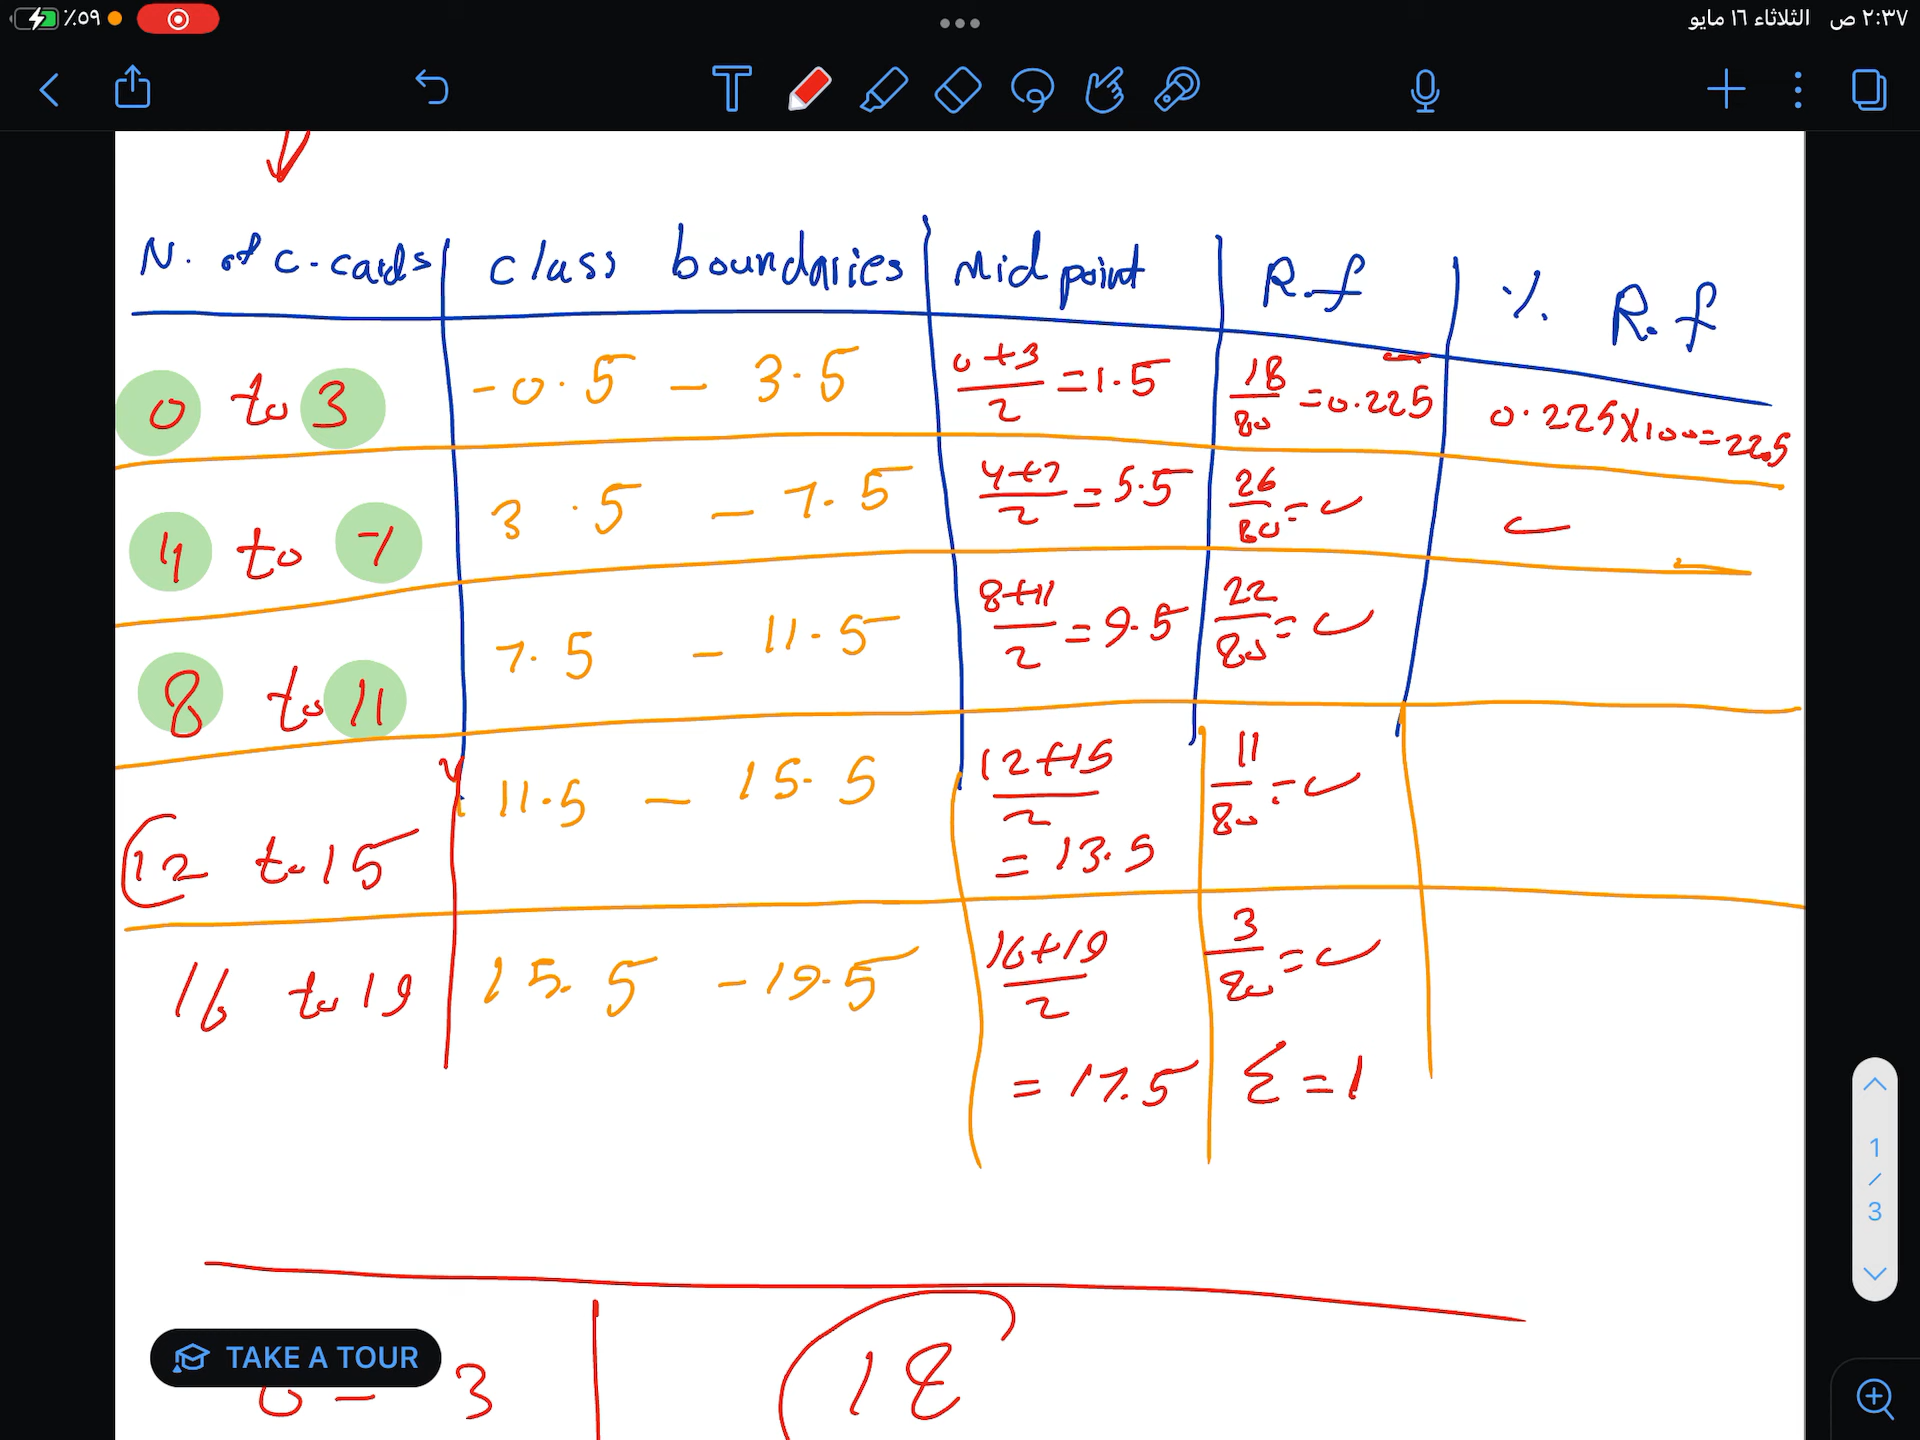 ٪٥٩
٢:٣٧ ص الثلاثاء ١٦ مايو
N. of c-cards | class boundaries | Midpoint | R.f | % R.f
0 to 3 | -0.5 - 3.5 | 0+3/2 = 1.5 | 18/80 = 0.225 | 0.225x100=22.5
4 to 7 | 3.5 - 7.5 | 4+7/2 = 5.5 | 26/80 =
8 to 11 | 7.5 - 11.5 | 8+11/2 = 9.5 | 22/80 =
12 to 15 | 11.5 - 15.5 | 12+15/2 = 13.5 | 11/80 =
16 to 19 | 15.5 - 19.5 | 16+19/2 = 17.5 | 3/80 =
Σ = 1
1
/
3
TAKE A TOUR
0 - 3 | 18